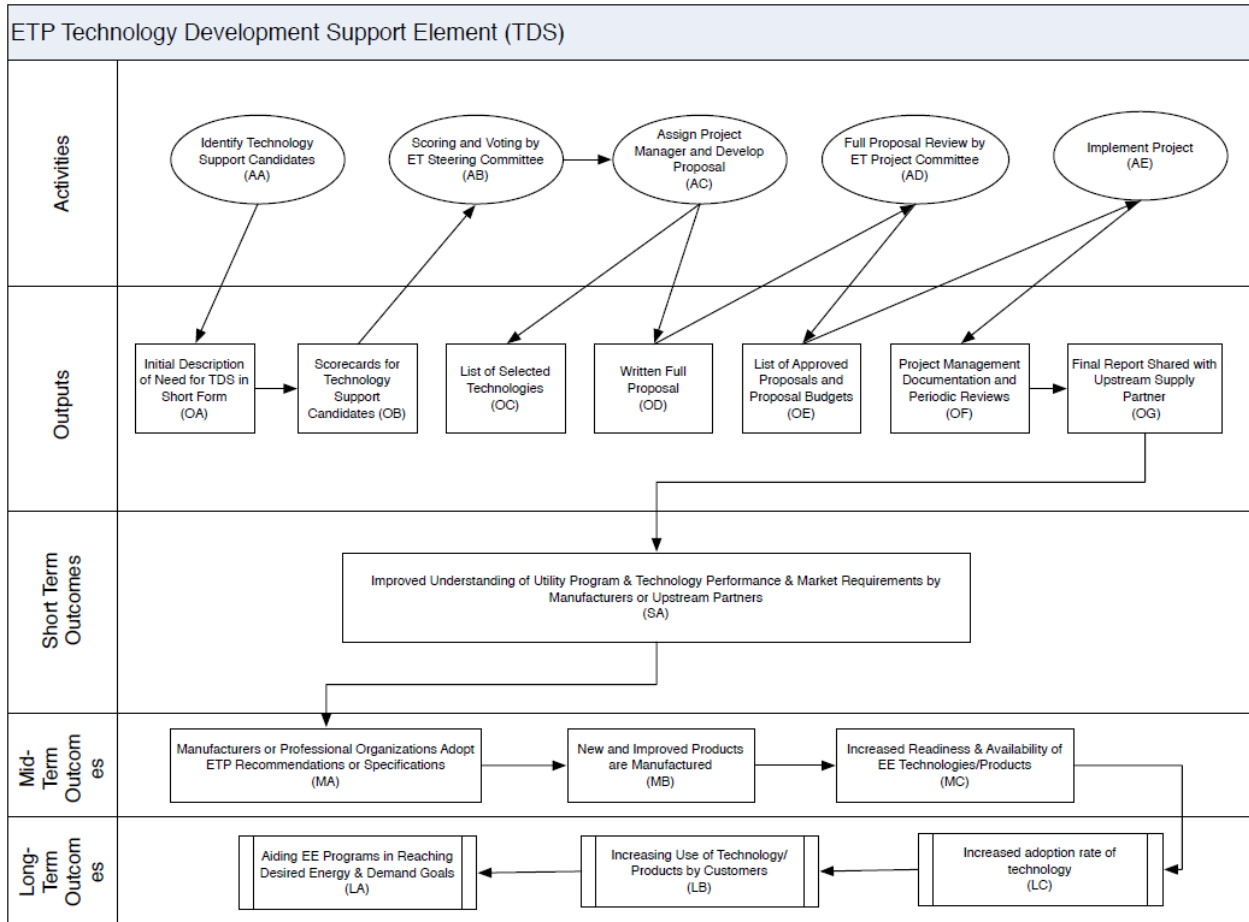 ETP Technology Development Support Element (TDS)
Activities
Identify Technology
Support Candidates
(AA)
Scoring and Voting by
ET Steering Committee
(AB)
Assign Project
Manager and Develop
Proposal
(AC)
Full Proposal Review by
ET Project Committee
(AD)
Implement Project
(AE)
Outputs
Initial Description
of Need for TDS in
Short Form
(OA)
Scorecards for
Technology
Support
Candidates (OB)
List of Selected
Technologies
(OC)
Written Full
Proposal
(OD)
List of Approved
Proposals and
Proposal Budgets
(OE)
Project Management
Documentation and
Periodic Reviews
(OF)
Final Report Shared with
Upstream Supply
Partner
(OG)
Short Term
Outcomes
Improved Understanding of Utility Program & Technology Performance & Market Requirements by
Manufacturers or Upstream Partners
(SA)
Mid-
Term
Outcom
es
Manufacturers or Professional Organizations Adopt
ETP Recommendations or Specifications
(MA)
New and Improved Products
are Manufactured
(MB)
Increased Readiness & Availability of
EE Technologies/Products
(MC)
Long-
Term
Outcom
es
Aiding EE Programs in Reaching
Desired Energy & Demand Goals
(LA)
Increasing Use of Technology/
Products by Customers
(LB)
Increased adoption rate of
technology
(LC)